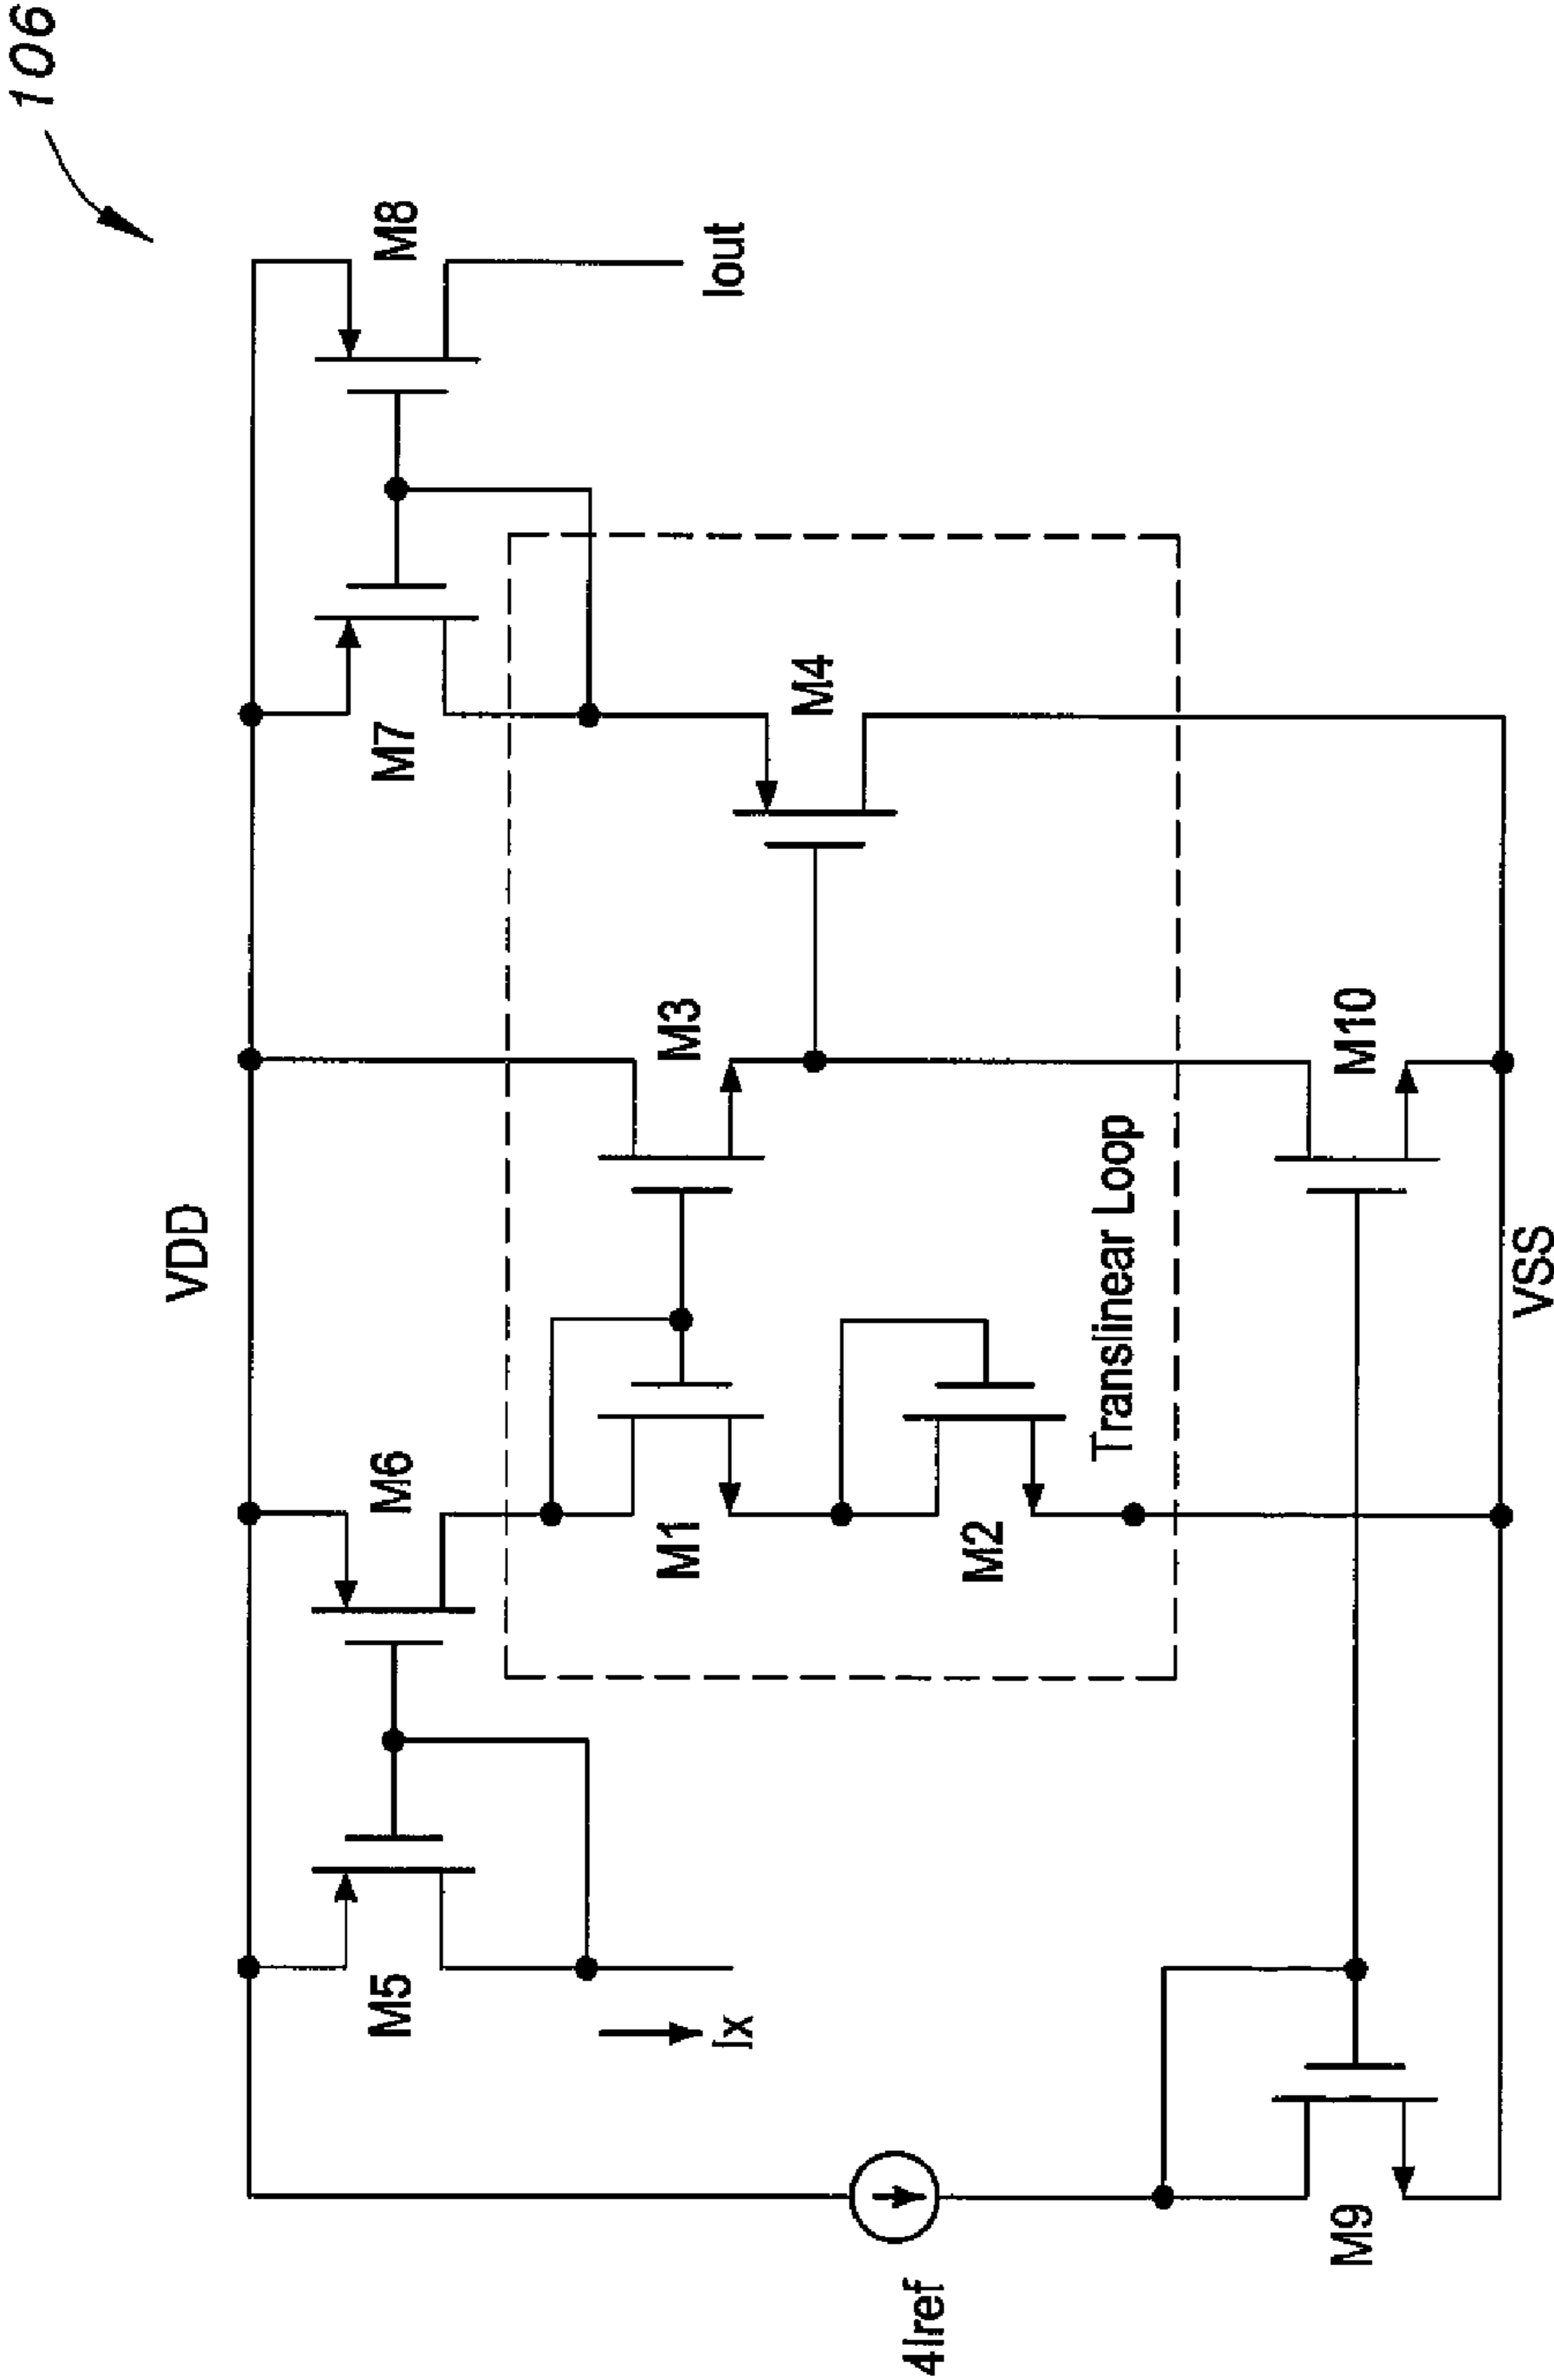 106
VDD
M5
M6
M7
M8
Ix
M1
M3
M4
Iout
M2
Translinear Loop
4Iref
M9
M10
VSS